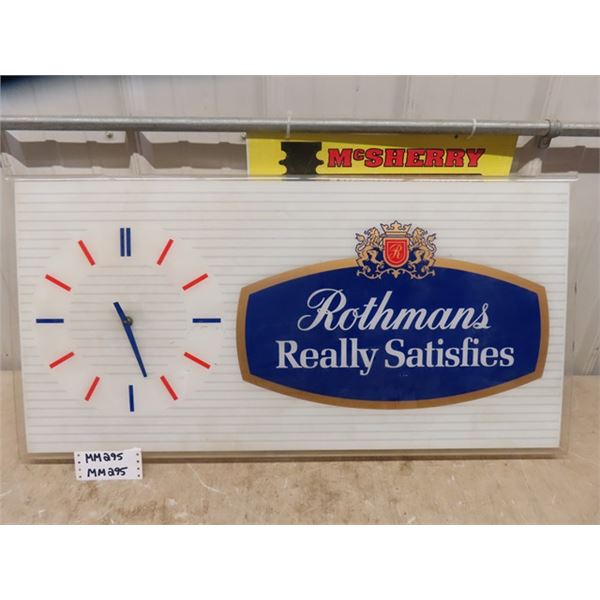 McSHERRY
R
Rothmans
Really Satisfies
MM295
MM295